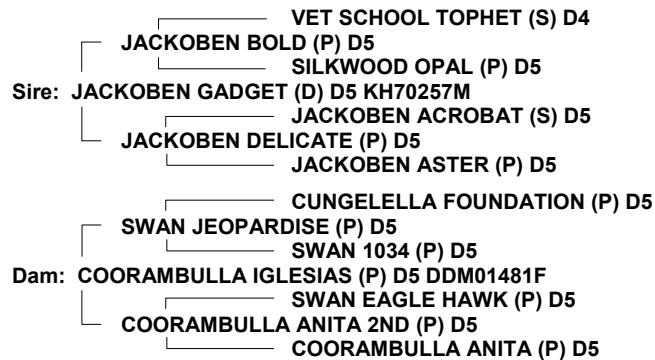 VET SCHOOL TOPHET (S) D4
JACKOBEN BOLD (P) D5
SILKWOOD OPAL (P) D5
Sire: JACKOBEN GADGET (D) D5 KH70257M
JACKOBEN ACROBAT (S) D5
JACKOBEN DELICATE (P) D5
JACKOBEN ASTER (P) D5
CUNGELELLA FOUNDATION (P) D5
SWAN JEOPARDISE (P) D5
SWAN 1034 (P) D5
Dam: COORAMBULLA IGLESIAS (P) D5 DDM01481F
SWAN EAGLE HAWK (P) D5
COORAMBULLA ANITA 2ND (P) D5
COORAMBULLA ANITA (P) D5